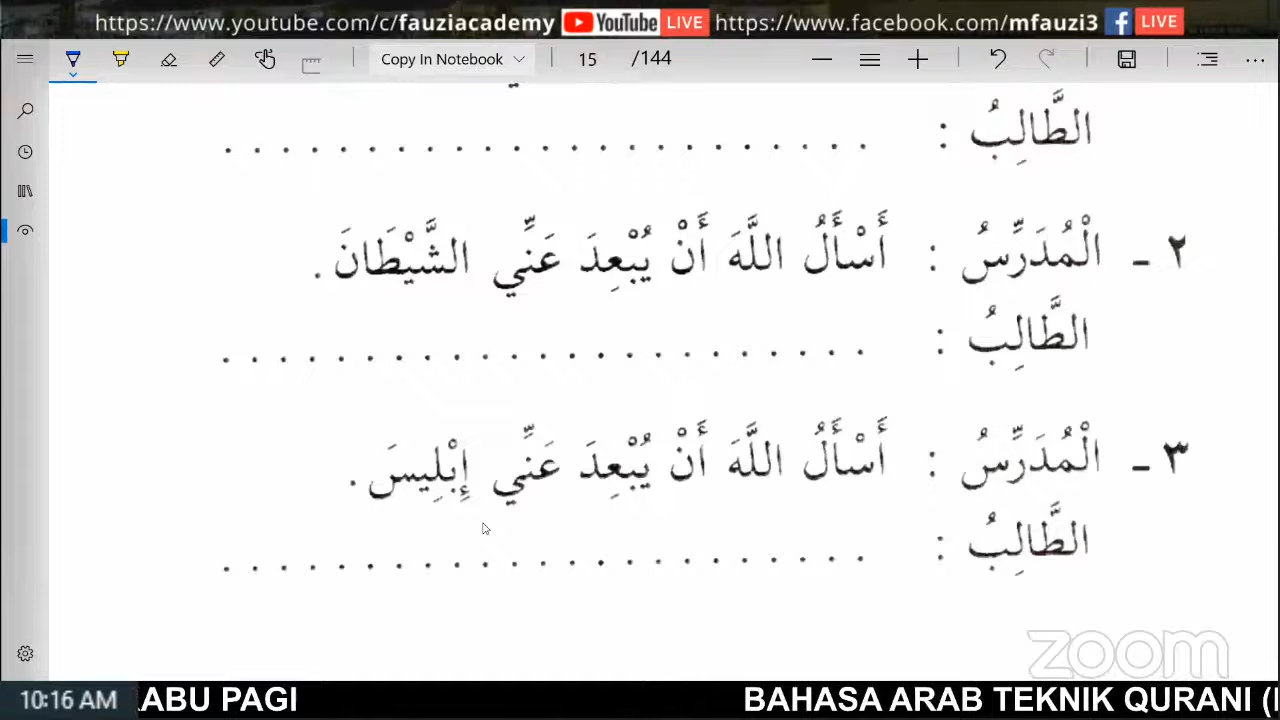 https://www.youtube.com/c/fauziacademy YouTube LIVE https://www.facebook.com/mfauzi3 f LIVE
Copy In Notebook 15 /144
الطَّالِبُ : . . . . . . . . . . . . . . . . . . . . . . .
٢ - الْمُدَرِّسُ : أَسْأَلُ اللَّهَ أَنْ يُبْعِدَ عَنِّي الشَّيْطَانَ .
الطَّالِبُ : . . . . . . . . . . . . . . . . . . . . . . .
٣ - الْمُدَرِّسُ : أَسْأَلُ اللَّهَ أَنْ يُبْعِدَ عَنِّي إِبْلِيسَ .
الطَّالِبُ : . . . . . . . . . . . . . . . . . . . . . . .
zoom
10:16 AM ABU PAGI BAHASA ARAB TEKNIK QURANI (